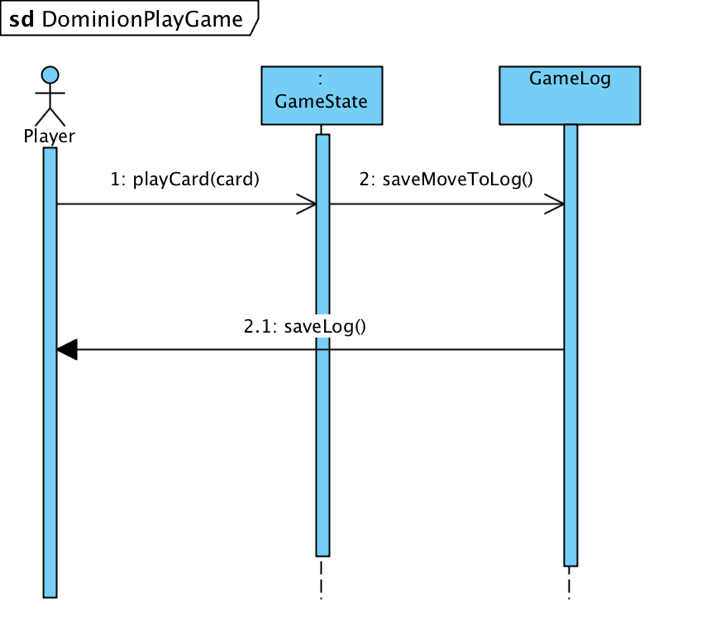 sd DominionPlayGame
:
GameState
GameLog
Player
1: playCard(card)
2: saveMoveToLog()
2.1: saveLog()